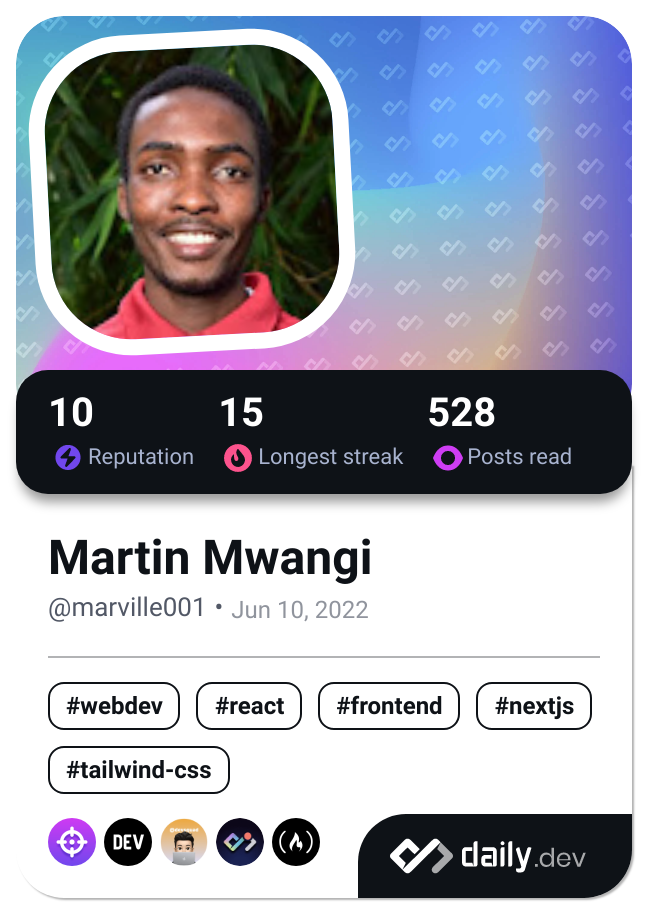 10 15 528
Reputation Longest streak Posts read
Martin Mwangi
@marville001 • Jun 10, 2022
#webdev #react #frontend #nextjs
#tailwind-css
DEV
daily.dev